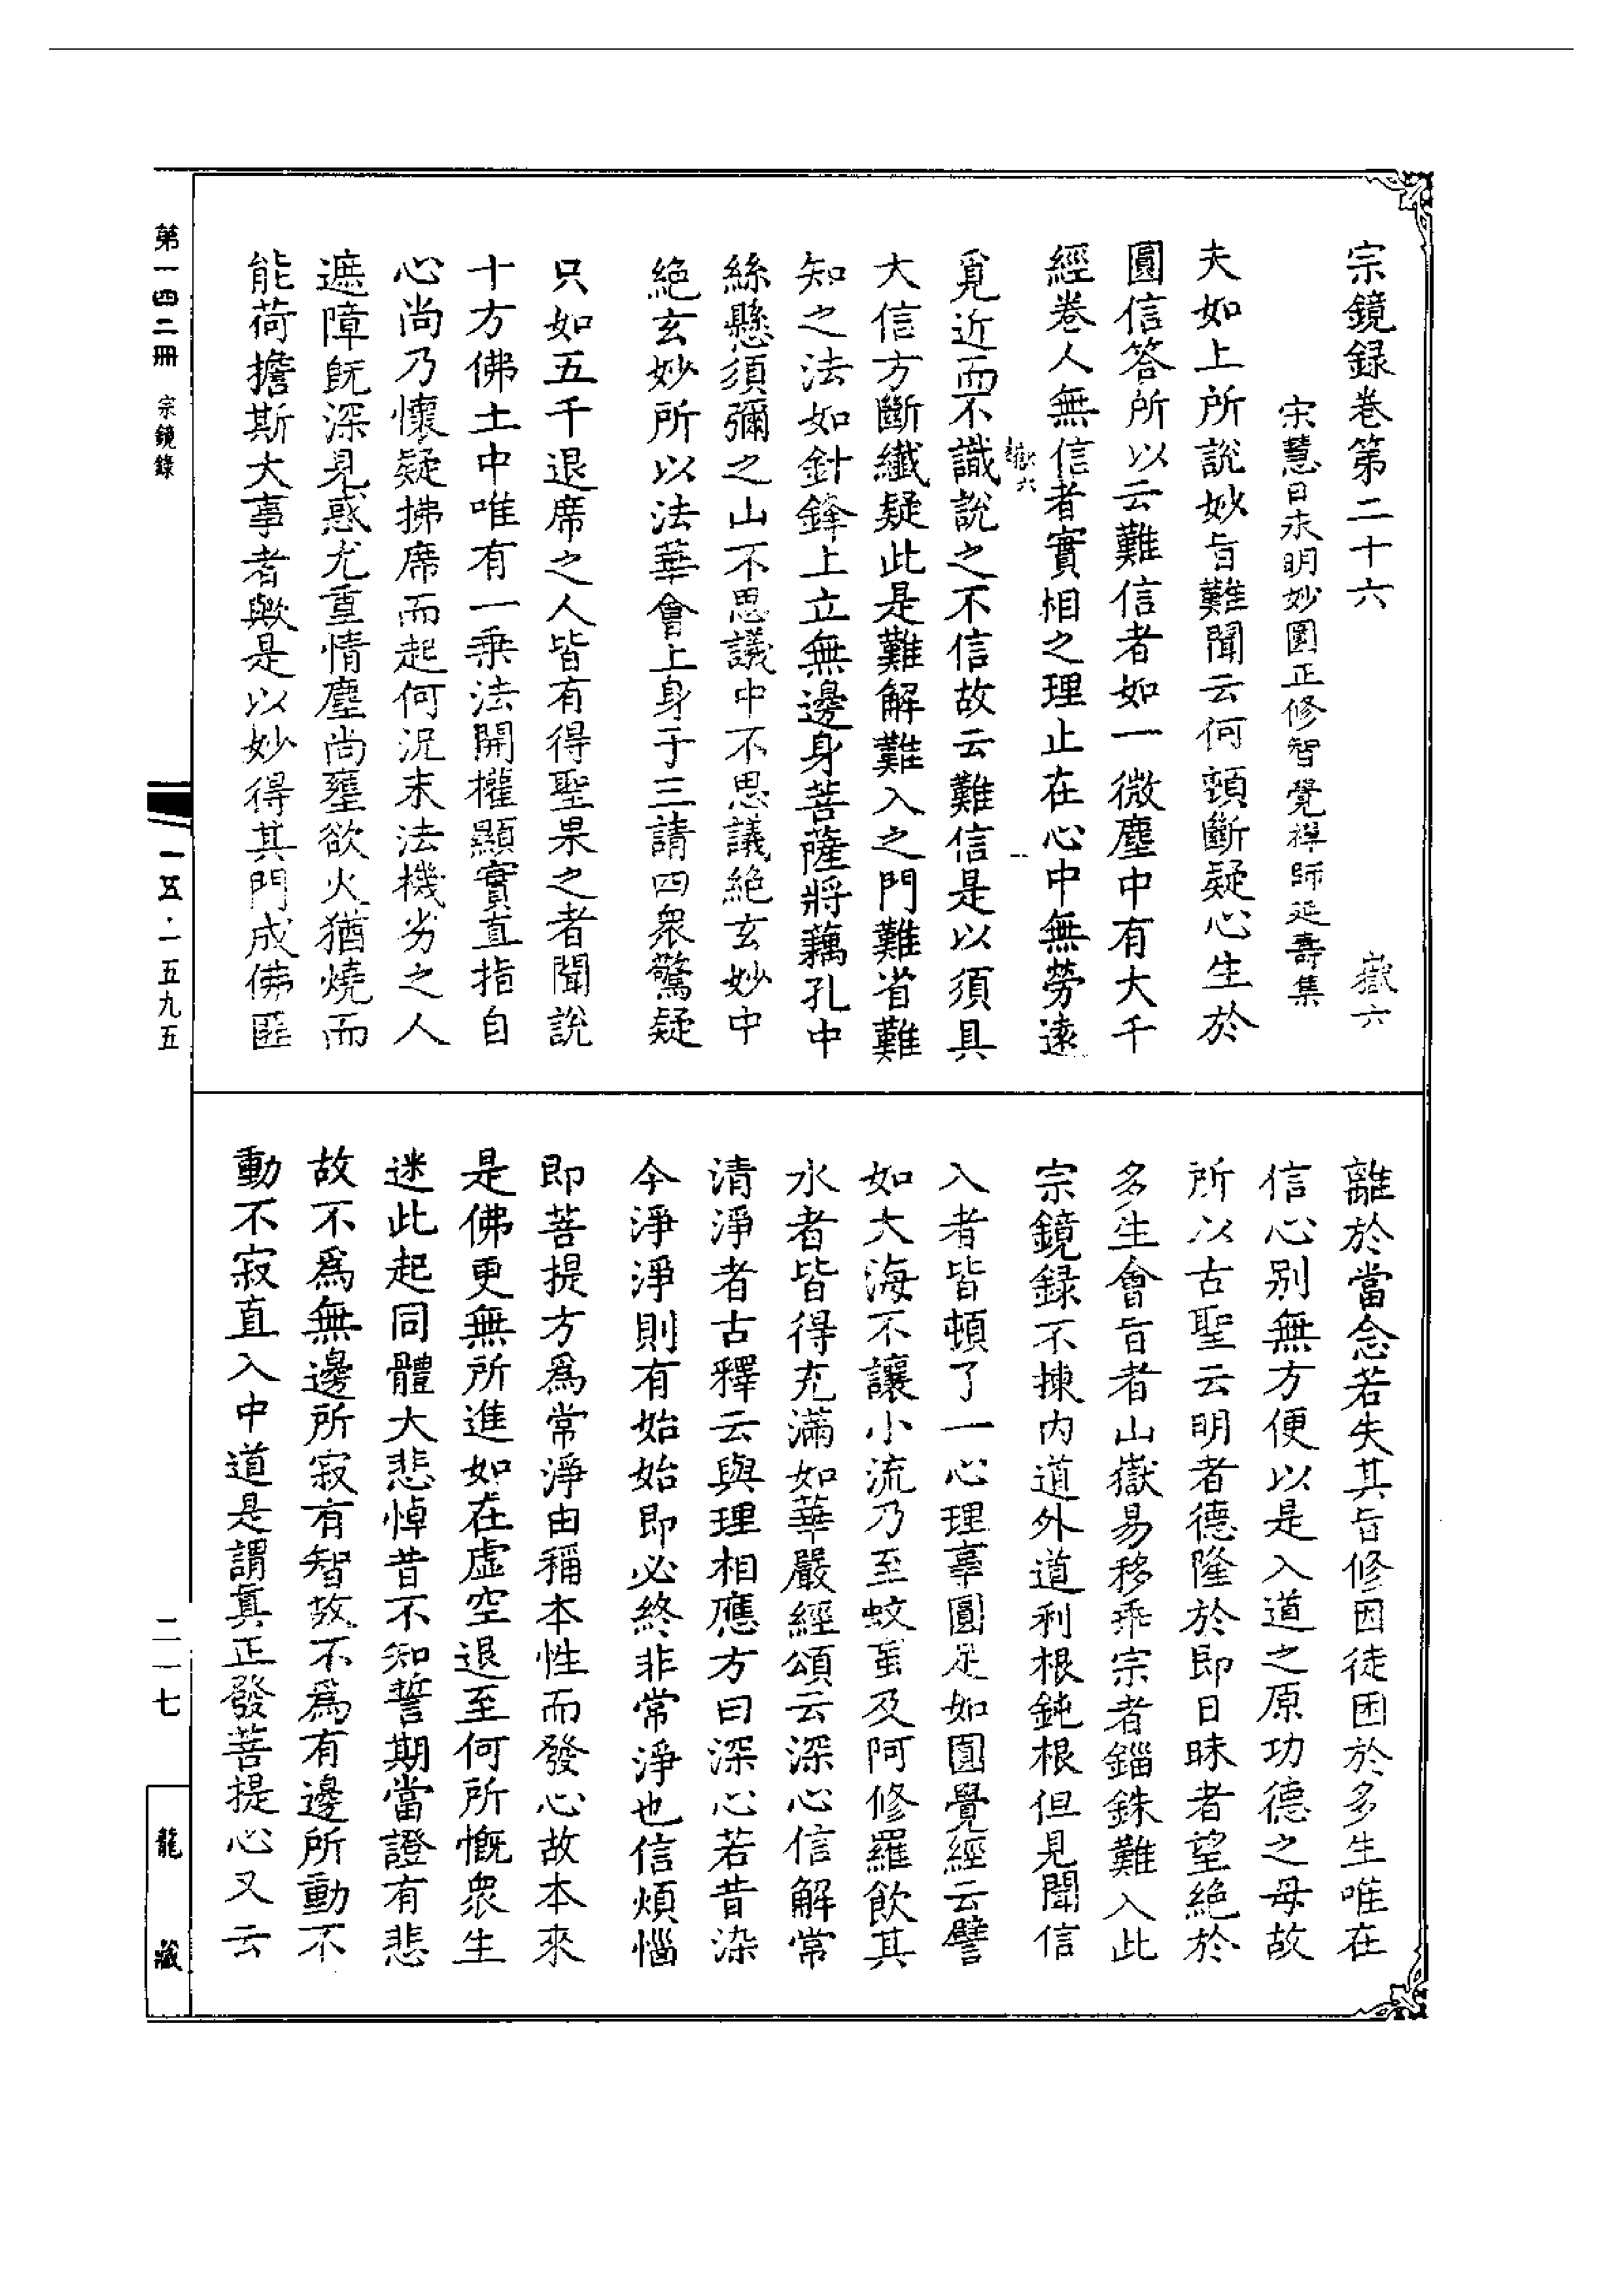 宗鏡録卷第二十六　嶽六
宋慧日永明妙圓正修智覺禪師延壽集
夫如上所說妙旨難聞云何頓斷疑心生於
圓信答所以云難信者如一微塵中有大千
經卷人無信者實相之理止在心中無勞遠
嶽六
覓近而不識說之不信故云難信是以須具
大信方斷纖疑此是難解難入之門難省難
知之法如針鋒上立無邊身菩薩將藕孔中
絲懸須彌之山不思議中不思議絕玄妙中
絕玄妙所以法華會上身子三請四衆驚疑
只如五千退席之人皆有得聖果之者聞說
十方佛土中唯有一乗法開權顯實直指自
心尚乃懷疑拂席而起何況末法機劣之人
遮障旣深見惑尤重情塵尚壅欲火猶燒而
能荷擔斯大事者歟是以妙得其門成佛匪
離於當念若失其旨修因徒困於多生唯在
信心別無方便以是入道之原功德之母故
所以古聖云明者德隆於即日昧者望絕於
多生會旨者山嶽易移乖宗者錙銖難入此
宗鏡録不揀内道外道利根鈍根但見聞信
入者皆頓了一心理事圓足如圓覺經云譬
如大海不讓小流乃至蚊䖟及阿修羅飲其
水者皆得充滿如華嚴經頌云深心信解常
清淨者古釋云與理相應方曰深心若昔染
今淨淨則有始始即必終非常淨也信煩惱
即菩提方爲常淨由稱本性而發心故本來
是佛更無所進如在虛空退至何所慨衆生
迷此起同體大悲悼昔不知誓期當證有悲
故不爲無邊所寂有智故不爲有邊所動不
動不寂直入中道是謂眞正發菩提心又云
第一四二冊　宗鏡錄
一五·一五九五
二一七
龍藏